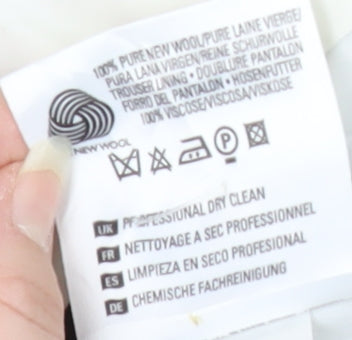 100% PURE NEW WOOL/PURE LAINE VIERGE/
PURA LANA VIRGEN/REINE SCHURWOLLE
TROUSER LINING • DOUBLURE PANTALON
FORRO DEL PANTALON • HOSENFUTTER
100% VISCOSE/VISCOSA/VISKOSE
NEW WOOL
P
UK PROFESSIONAL DRY CLEAN
FR NETTOYAGE A SEC PROFESSIONNEL
ES LIMPIEZA EN SECO PROFESIONAL
DE CHEMISCHE FACHREINIGUNG